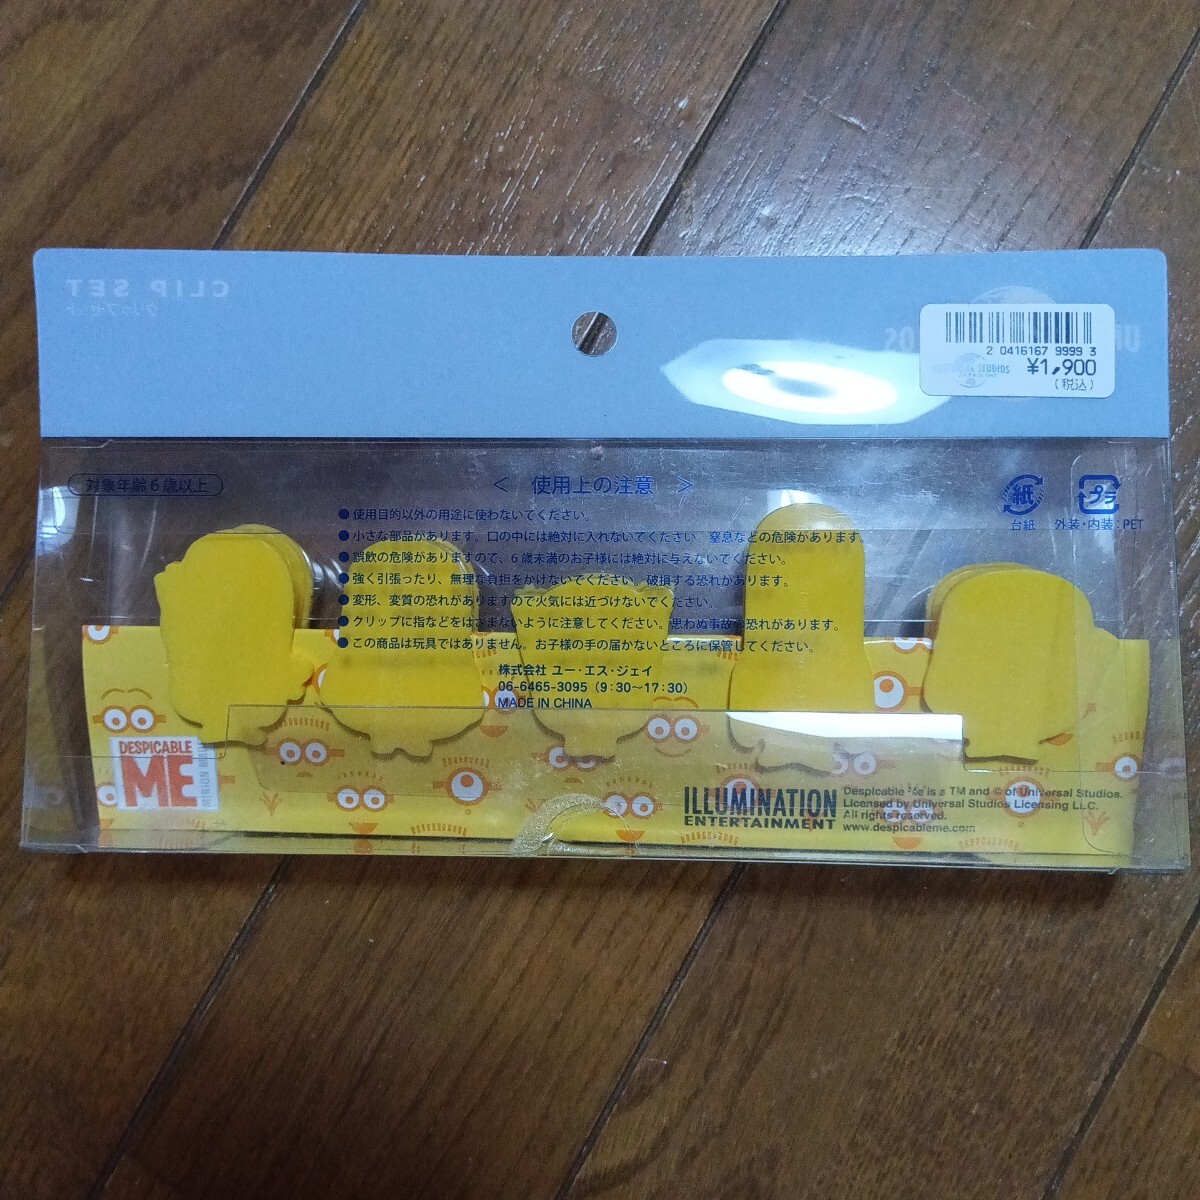 CLIP SET
クリップセット
20
2 0416167 9999 3
¥1,900
(税込)
対象年齢6歳以上
< 使用上の注意 >
●使用目的以外の用途に使わないでください。
●小さな部品があります。口の中には絶対に入れないでください。窒息などの危険があります。
●誤飲の危険がありますので、6歳未満のお子様には絶対に与えないでください。
●強く引張ったり、無理な負担をかけないでください。破損する恐れがあります。
●変形、変質の恐れがありますので火気には近づけないでください。
●クリップに指などをはさまないように注意してください。思わぬ事故の恐れがあります。
●この商品は玩具ではありません。お子様の手の届かないところに保管してください。
株式会社 ユー・エス・ジェイ
06-6465-3095（9:30～17:30）
MADE IN CHINA
紙
台紙
プラ
外装・内装：PET
DESPICABLE
ME
MINION MADE
ILLUMINATION
ENTERTAINMENT
Despicable Me is a TM and © of Universal Studios.
Licensed by Universal Studios Licensing LLC.
All rights reserved.
www.despicableme.com